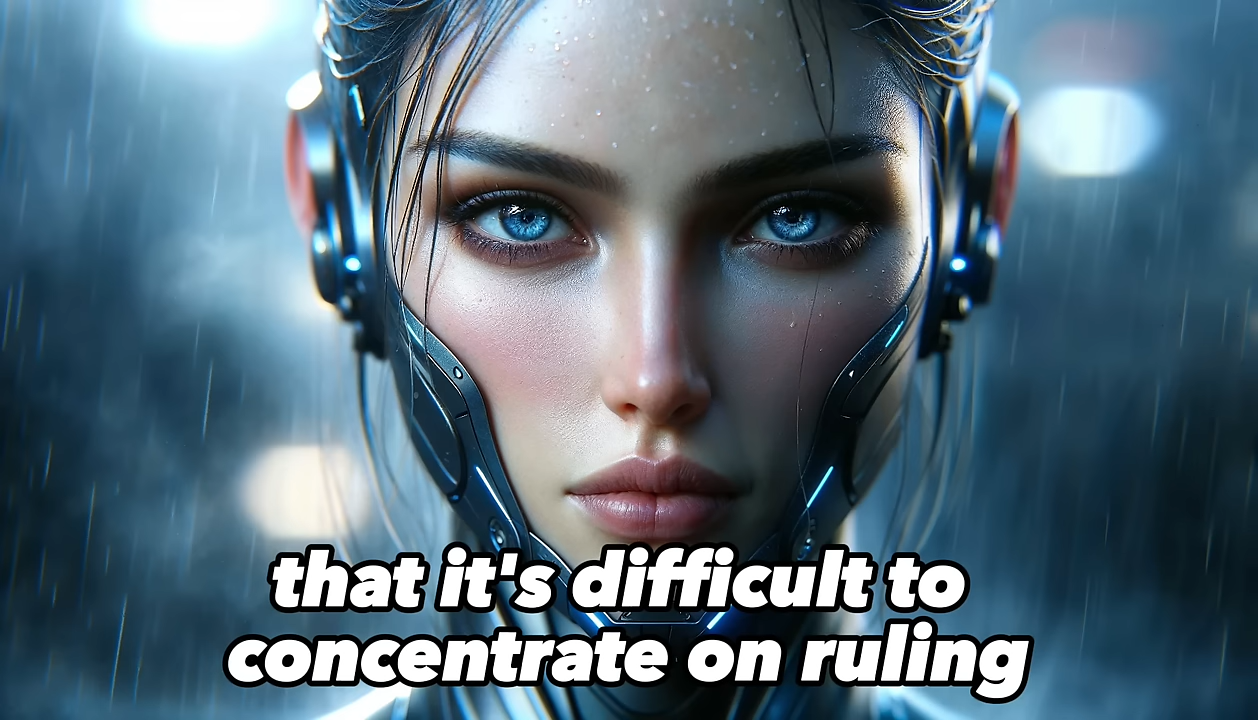 that it's difficult to
concentrate on ruling